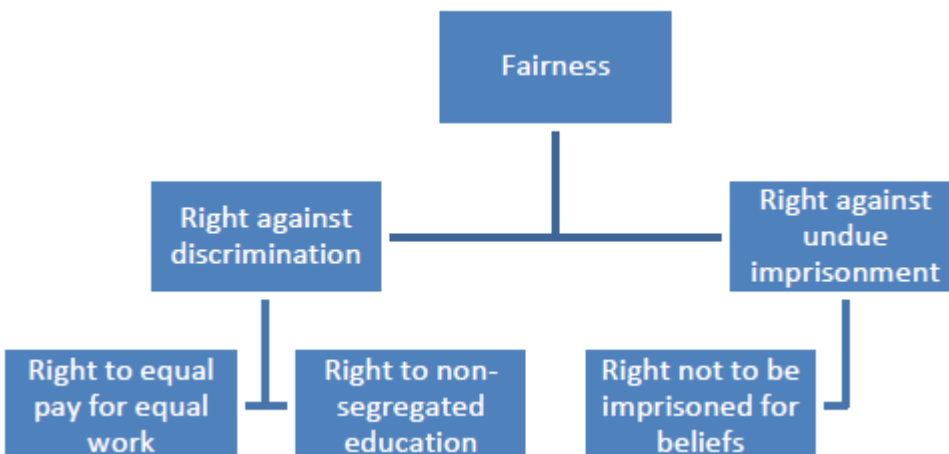 Fairness
Right against
discrimination
Right against
undue
imprisonment
Right to equal
pay for equal
work
Right to non-
segregated
education
Right not to be
imprisoned for
beliefs